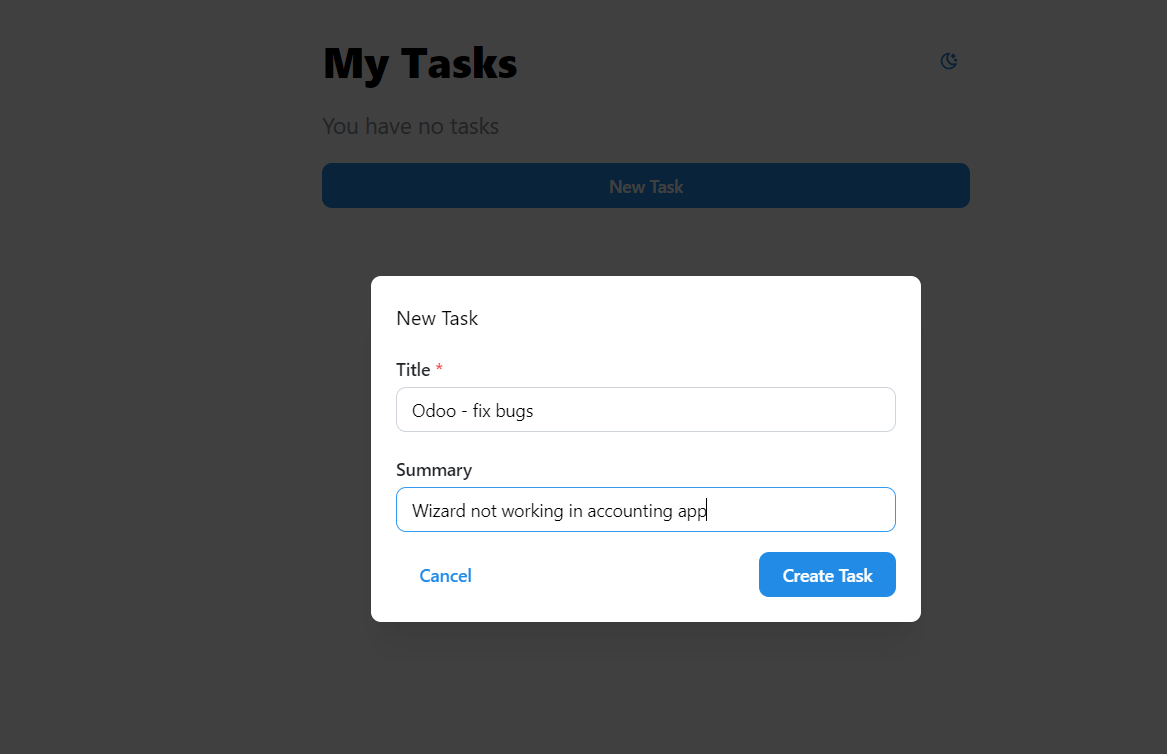 My Tasks
You have no tasks
New Task
New Task
Title *
Odoo - fix bugs
Summary
Wizard not working in accounting app
Cancel
Create Task